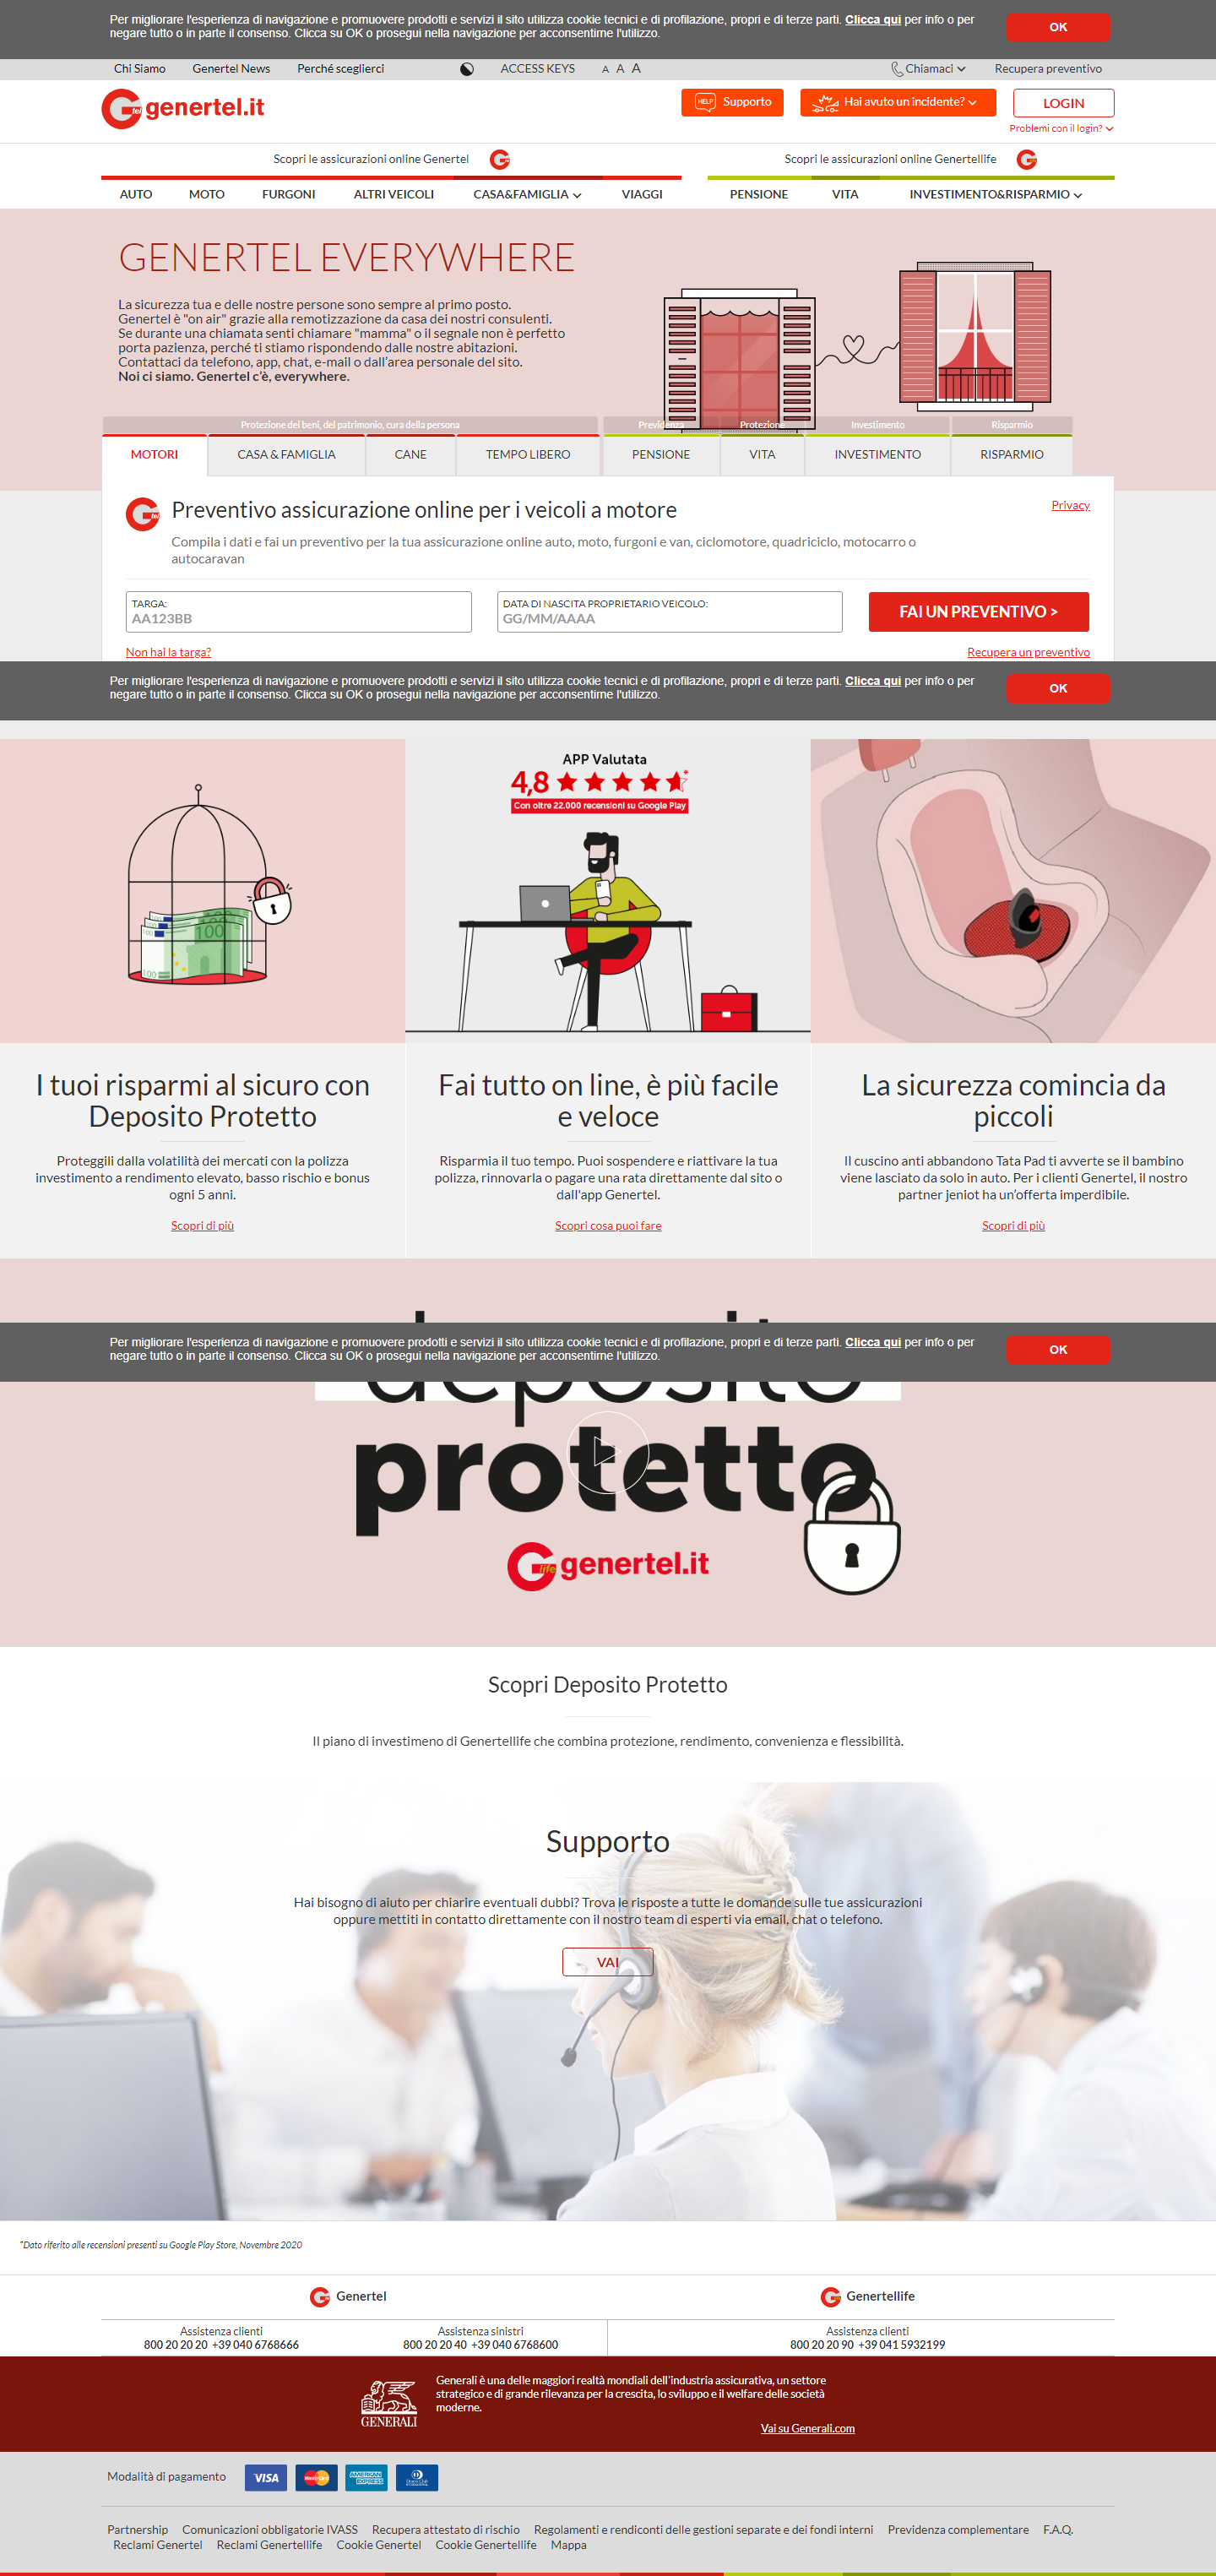 Per migliorare l'esperienza di navigazione e promuovere prodotti e servizi il sito utilizza cookie tecnici e di profilazione, propri e di terze parti. Clicca qui per info o per
negare tutto o in parte il consenso. Clicca su OK o prosegui nella navigazione per acconsentirne l'utilizzo.
OK
Chi Siamo Genertel News Perché sceglierci ACCESS KEYS A A A Chiamaci Recupera preventivo
Gtel genertel.it
HELP Supporto
Hai avuto un incidente?
LOGIN
Problemi con il login?
Scopri le assicurazioni online Genertel
Scopri le assicurazioni online Genertellife
AUTO MOTO FURGONI ALTRI VEICOLI CASA&FAMIGLIA VIAGGI PENSIONE VITA INVESTIMENTO&RISPARMIO
GENERTEL EVERYWHERE
La sicurezza tua e delle nostre persone sono sempre al primo posto.
Genertel è "on air" grazie alla remotizzazione da casa dei nostri consulenti.
Se durante una chiamata senti chiamare "mamma" o il segnale non è perfetto
porta pazienza, perché ti stiamo rispondendo dalle nostre abitazioni.
Contattaci da telefono, app, chat, e-mail o dall'area personale del sito.
Noi ci siamo. Genertel c'è, everywhere.
Protezione dei beni, del patrimonio, cura della persona Previdenza Protezione Investimento Risparmio
MOTORI CASA & FAMIGLIA CANE TEMPO LIBERO PENSIONE VITA INVESTIMENTO RISPARMIO
Gtel Preventivo assicurazione online per i veicoli a motore
Privacy
Compila i dati e fai un preventivo per la tua assicurazione online auto, moto, furgoni e van, ciclomotore, quadriciclo, motocarro o
autocaravan
TARGA:
AA123BB
DATA DI NASCITA PROPRIETARIO VEICOLO:
GG/MM/AAAA
FAI UN PREVENTIVO >
Non hai la targa?
Recupera un preventivo
Per migliorare l'esperienza di navigazione e promuovere prodotti e servizi il sito utilizza cookie tecnici e di profilazione, propri e di terze parti. Clicca qui per info o per
negare tutto o in parte il consenso. Clicca su OK o prosegui nella navigazione per acconsentirne l'utilizzo.
OK
100
100
100
APP Valutata
4,8 *
Con oltre 22.000 recensioni su Google Play
I tuoi risparmi al sicuro con
Deposito Protetto
Proteggili dalla volatilità dei mercati con la polizza
investimento a rendimento elevato, basso rischio e bonus
ogni 5 anni.
Scopri di più
Fai tutto on line, è più facile
e veloce
Risparmia il tuo tempo. Puoi sospendere e riattivare la tua
polizza, rinnovarla o pagare una rata direttamente dal sito o
dall'app Genertel.
Scopri cosa puoi fare
La sicurezza comincia da
piccoli
Il cuscino anti abbandono Tata Pad ti avverte se il bambino
viene lasciato da solo in auto. Per i clienti Genertel, il nostro
partner jeniot ha un'offerta imperdibile.
Scopri di più
Per migliorare l'esperienza di navigazione e promuovere prodotti e servizi il sito utilizza cookie tecnici e di profilazione, propri e di terze parti. Clicca qui per info o per
negare tutto o in parte il consenso. Clicca su OK o prosegui nella navigazione per acconsentirne l'utilizzo.
OK
deposito
protetto
Glife genertel.it
Scopri Deposito Protetto
Il piano di investimeno di Genertellife che combina protezione, rendimento, convenienza e flessibilità.
Supporto
Hai bisogno di aiuto per chiarire eventuali dubbi? Trova le risposte a tutte le domande sulle tue assicurazioni
oppure mettiti in contatto direttamente con il nostro team di esperti via email, chat o telefono.
VAI
*Dato riferito alle recensioni presenti su Google Play Store, Novembre 2020
Genertel
Genertellife
Assistenza clienti Assistenza sinistri Assistenza clienti
800 20 20 20 +39 040 6768666 800 20 20 40 +39 040 6768600 800 20 20 90 +39 041 5932199
GENERALI
Generali è una delle maggiori realtà mondiali dell'industria assicurativa, un settore
strategico e di grande rilevanza per la crescita, lo sviluppo e il welfare delle società
moderne.
Vai su Generali.com
Modalità di pagamento VISA MasterCard AMERICAN EXPRESS Diners Club
Partnership Comunicazioni obbligatorie IVASS Recupera attestato di rischio Regolamenti e rendiconti delle gestioni separate e dei fondi interni Previdenza complementare F.A.Q.
Reclami Genertel Reclami Genertellife Cookie Genertel Cookie Genertellife Mappa